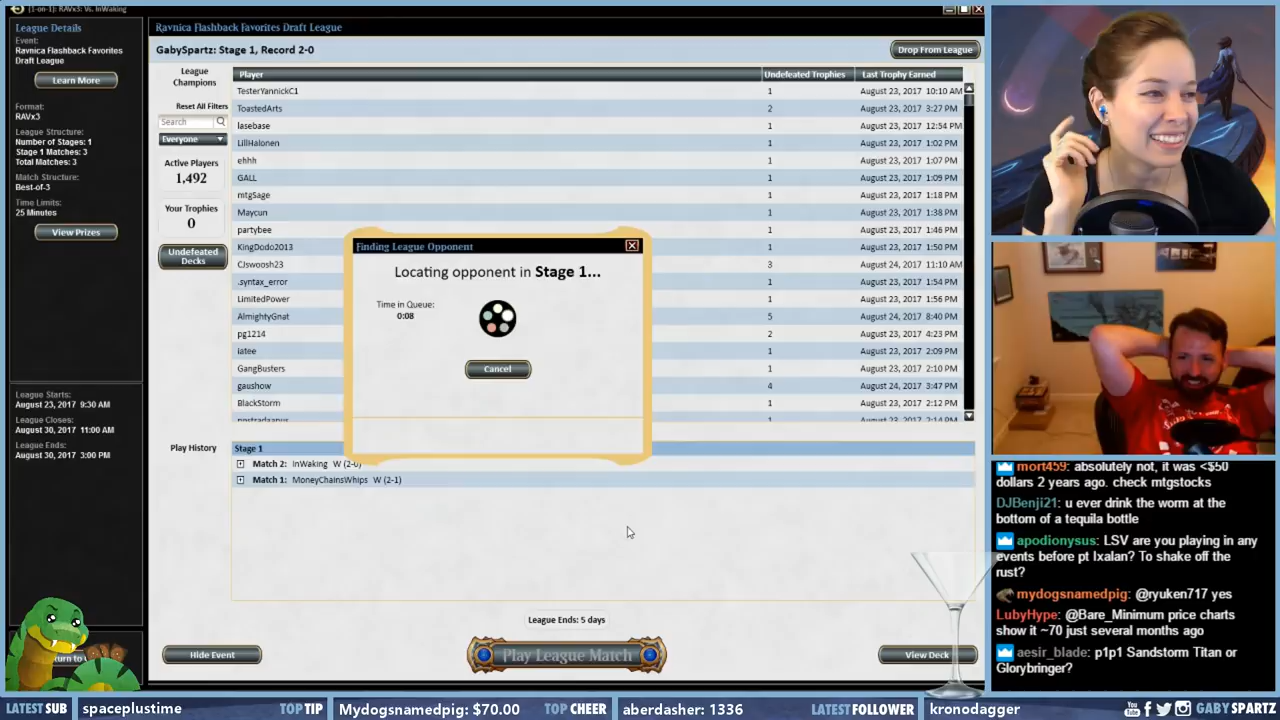 (1-on-1): RAVx3: Vs. InWaking
League Details
Event:
Ravnica Flashback Favorites
Draft League
Learn More
Format:
RAVx3
League Structure:
Number of Stages: 1
Stage 1 Matches: 3
Total Matches: 3
Match Structure:
Best-of-3
Time Limits:
25 Minutes
View Prizes
League Starts:
August 23, 2017 9:30 AM
League Closes:
August 30, 2017 11:00 AM
League Ends:
August 30, 2017 3:00 PM
Ravnica Flashback Favorites Draft League
GabySpartz: Stage 1, Record 2-0
Drop From League
League
Champions
Reset All Filters
Search
Everyone
Active Players
1,492
Your Trophies
0
Undefeated
Decks
Player Undefeated Trophies Last Trophy Earned
TesterYannickC1 1 August 23, 2017 10:10 AM
ToastedArts 2 August 23, 2017 3:27 PM
lasebase 1 August 23, 2017 12:54 PM
LillHalonen 1 August 23, 2017 1:02 PM
ehhh 1 August 23, 2017 1:07 PM
GALL 1 August 23, 2017 1:09 PM
mtgSage 1 August 23, 2017 1:18 PM
Maycun 1 August 23, 2017 1:38 PM
partybee 1 August 23, 2017 1:46 PM
KingDodo2013 1 August 23, 2017 1:50 PM
CJswoosh23 3 August 24, 2017 11:10 AM
.syntax_error 1 August 23, 2017 1:54 PM
LimitedPower 1 August 23, 2017 1:56 PM
AlmightyGnat 5 August 24, 2017 8:40 PM
pg1214 2 August 23, 2017 4:23 PM
iatee 1 August 23, 2017 2:09 PM
GangBusters 1 August 23, 2017 2:10 PM
gaushow 4 August 24, 2017 3:47 PM
BlackStorm 1 August 23, 2017 2:12 PM
1 August 23, 2017 2:14 PM
Finding League Opponent
Locating opponent in Stage 1...
Time in Queue:
0:08
Cancel
Play History
Stage 1
Match 2: InWaking W (2-0)
Match 1: MoneyChainsWhips W (2-1)
League Ends: 5 days
Hide Event
Play League Match
View Deck
mort459: absolutely not, it was <$50
dollars 2 years ago. check mtgstocks
DJBenji21: u ever drink the worm at the
bottom of a tequila bottle
apodionysus: LSV are you playing in any
events before pt Ixalan? To shake off the
rust?
mydogsnamedpig: @ryuken717 yes
LubyHype: @Bare_Minimum price charts
show it ~70 just several months ago
aesir_blade: p1p1 Sandstorm Titan or
Glorybringer?
LATEST SUB spaceplustime TOP TIP Mydogsnamedpig: $70.00 TOP CHEER aberdasher: 1336 LATEST FOLLOWER kronodagger You Tube GABY SPARTZ